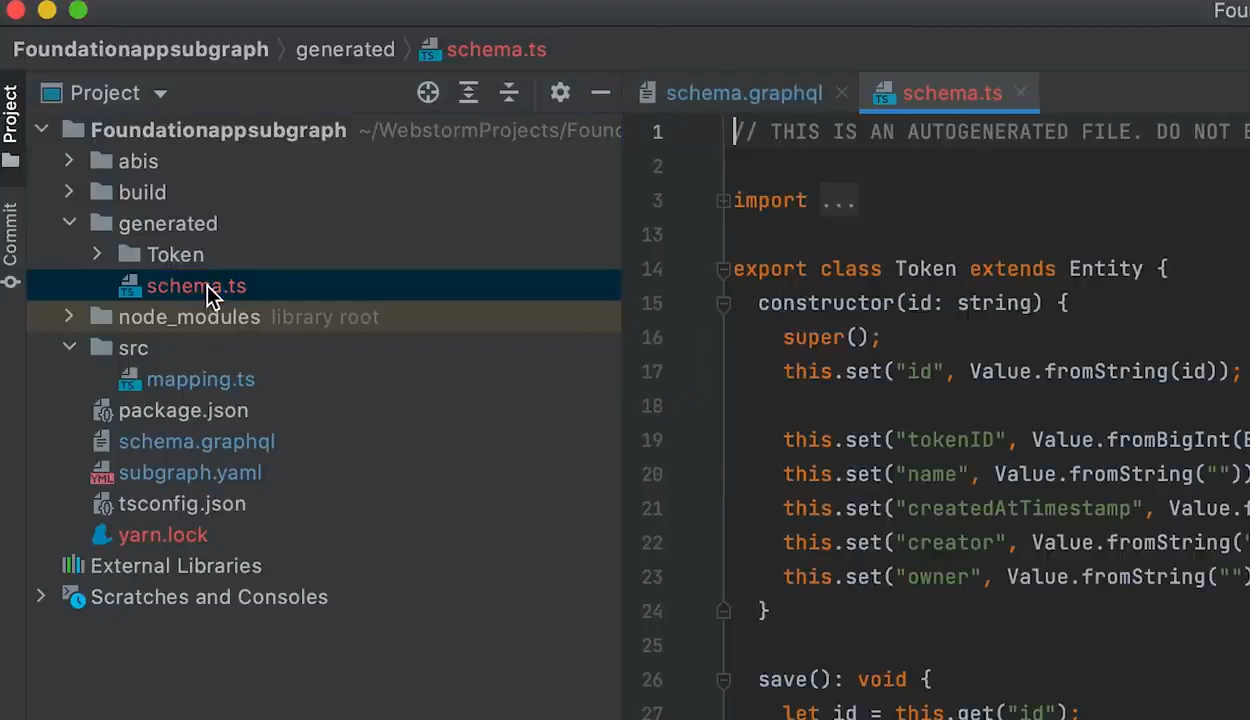 Fou
Foundationappsubgraph 〉 generated 〉 schema.ts
Project
Commit
Project
Foundationappsubgraph ~/WebstormProjects/Found
abis
build
generated
Token
schema.ts
node_modules library root
src
mapping.ts
package.json
schema.graphql
subgraph.yaml
tsconfig.json
yarn.lock
External Libraries
Scratches and Consoles
schema.graphql
schema.ts
1 // THIS IS AN AUTOGENERATED FILE. DO NOT E
2
3 import ...
13
14 export class Token extends Entity {
15 constructor(id: string) {
16 super();
17 this.set("id", Value.fromString(id));
18
19 this.set("tokenID", Value.fromBigInt(B
20 this.set("name", Value.fromString(""))
21 this.set("createdAtTimestamp", Value.f
22 this.set("creator", Value.fromString("
23 this.set("owner", Value.fromString("")
24 }
25
26 save(): void {
27 let id = this.get("id");